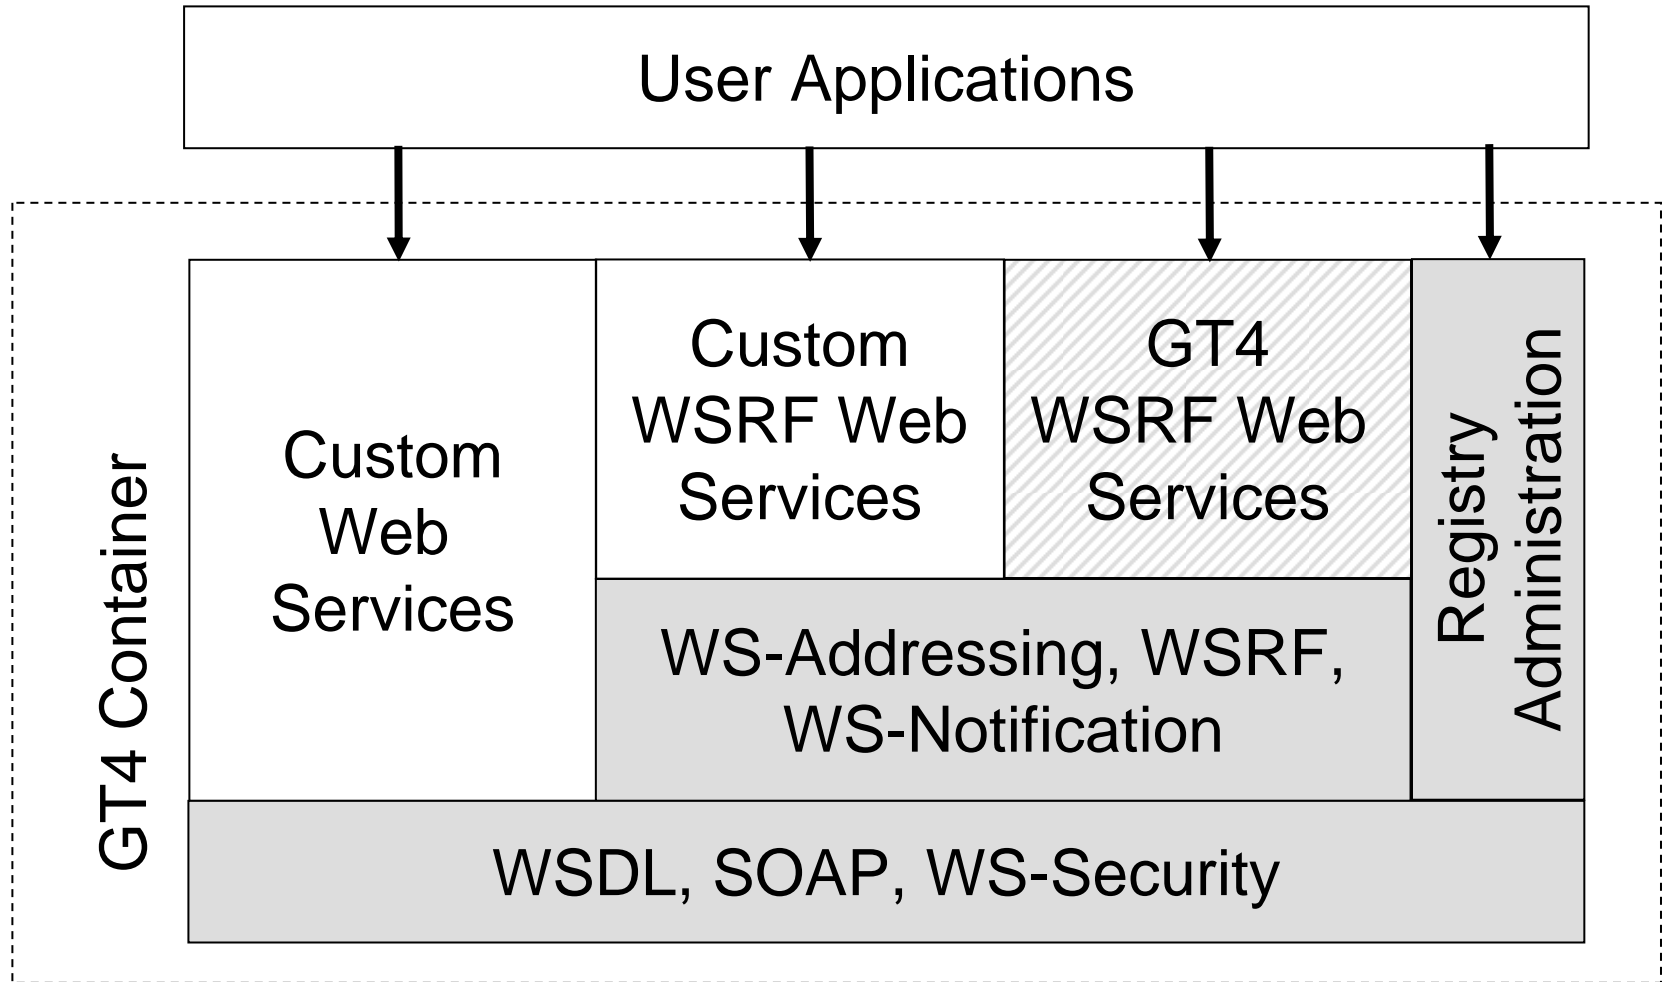 User Applications
GT4 Container
Custom
Web
Services
Custom
WSRF Web
Services
GT4
WSRF Web
Services
Registry
Administration
WS-Addressing, WSRF,
WS-Notification
WSDL, SOAP, WS-Security